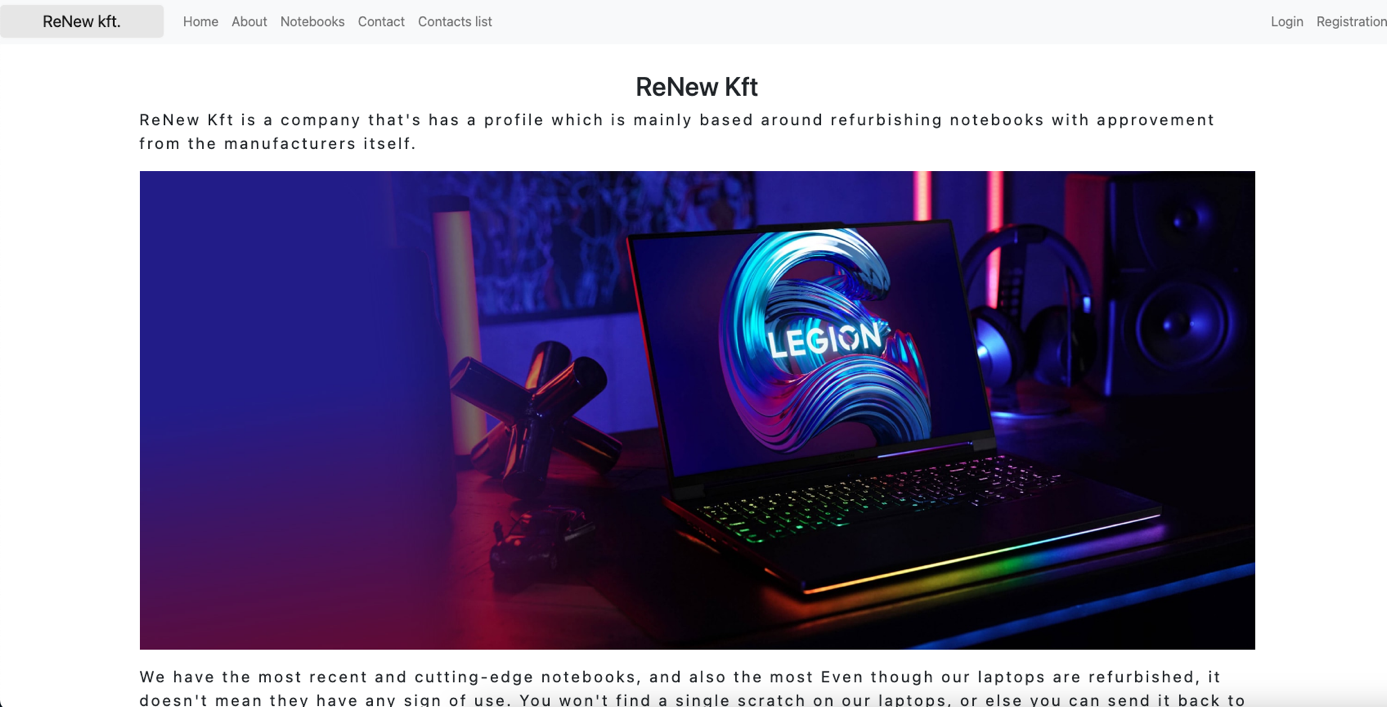 ReNew kft.
Home About Notebooks Contact Contacts list
Login Registration
ReNew Kft
ReNew Kft is a company that's has a profile which is mainly based around refurbishing notebooks with approvement
from the manufacturers itself.
LEGION
We have the most recent and cutting-edge notebooks, and also the most Even though our laptops are refurbished, it
doesn't mean they have any sign of use. You won't find a single scratch on our laptops, or else you can send it back to